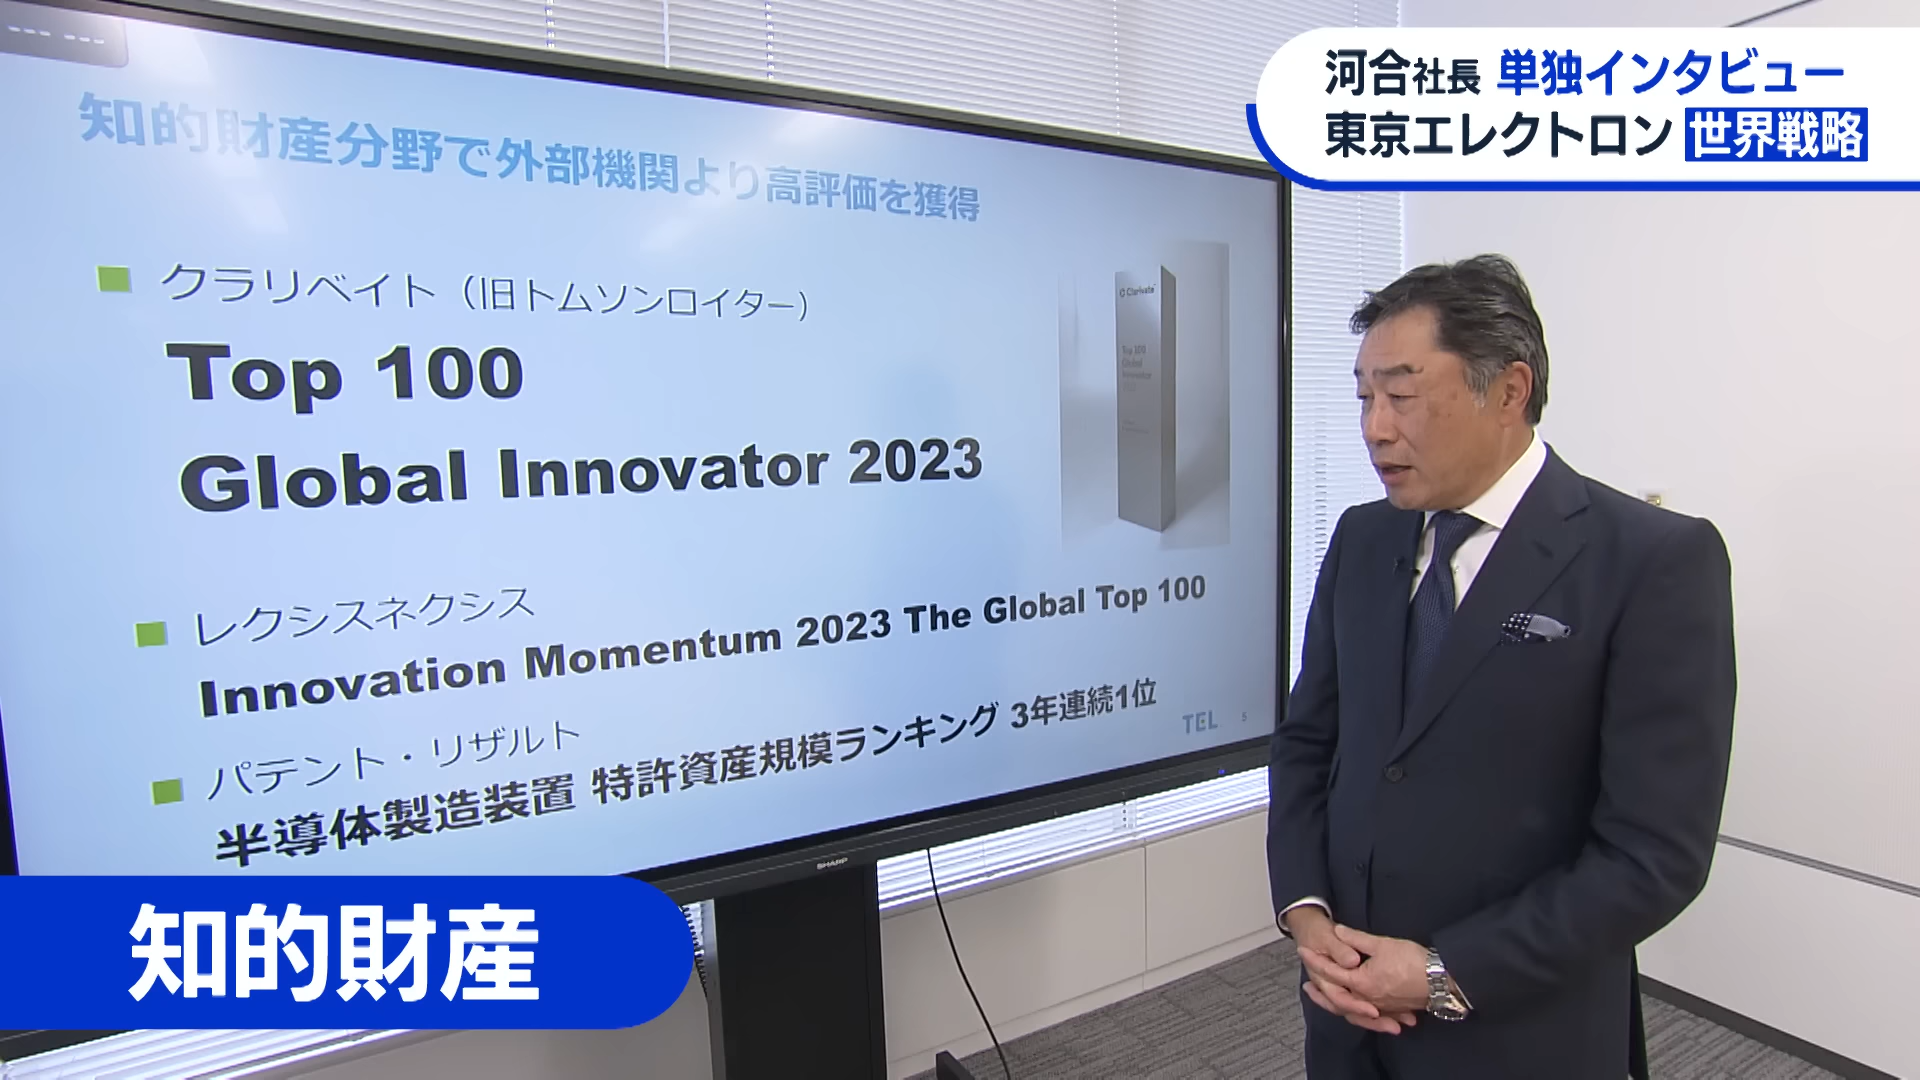 河合社長 単独インタビュー
東京エレクトロン 世界戦略
知的財産分野で外部機関より高評価を獲得
■ クラリベイト（旧トムソンロイター）
Top 100
Global Innovator 2023
Clarivate
Top 100
Global
Innovator
■ レクシスネクシス
Innovation Momentum 2023 The Global Top 100
■ パテント・リザルト
半導体製造装置 特許資産規模ランキング 3年連続1位
TEL 5
SHARP
知的財産